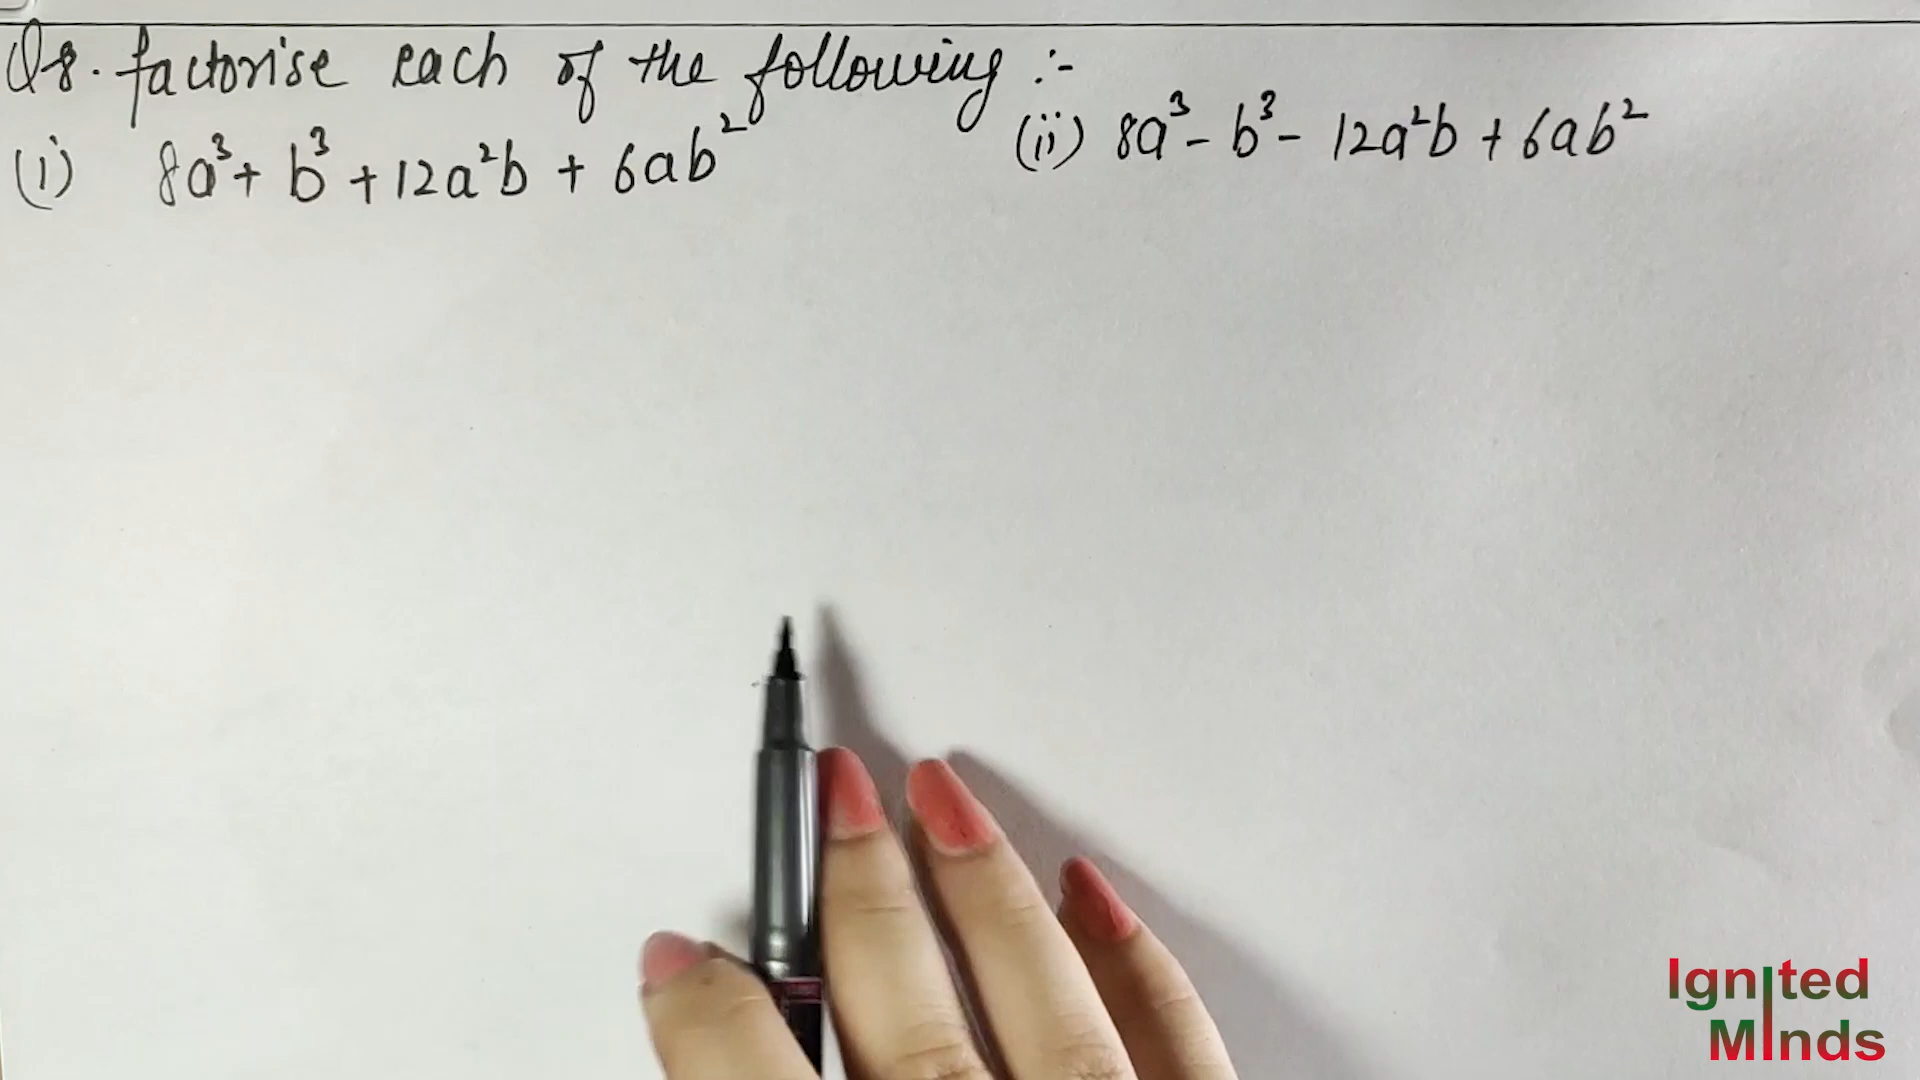 Q8. factorise each of the following :-
(i) 8a³ + b³ + 12a²b + 6ab²
(ii) 8a³ - b³ - 12a²b + 6ab²
Ignited
Minds